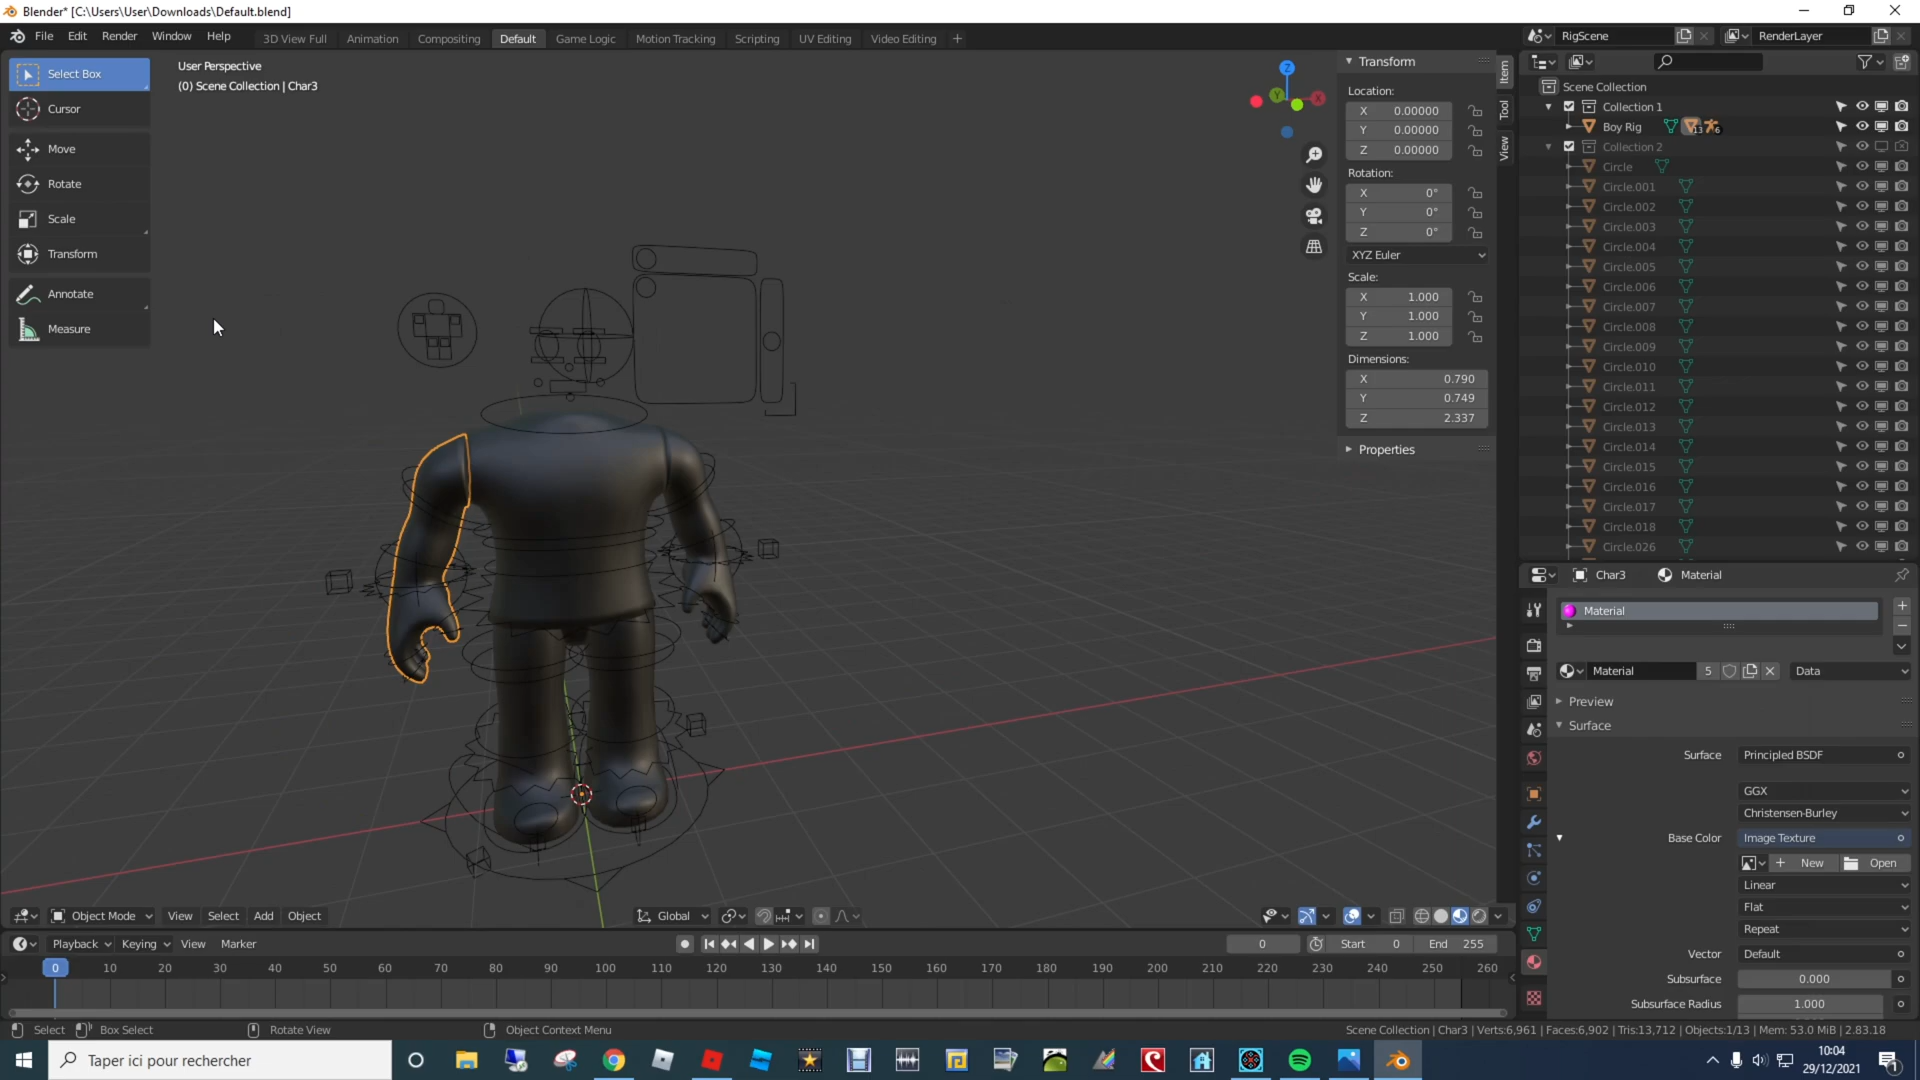 Blender* [C:\Users\User\Downloads\Default.blend]
File Edit Render Window Help 3D View Full Animation Compositing Default Game Logic Motion Tracking Scripting UV Editing Video Editing + RigScene RenderLayer
Select Box
Cursor
Move
Rotate
Scale
Transform
Annotate
Measure
User Perspective
(0) Scene Collection | Char3
X
Y
Z
Transform
Location:
X 0.00000
Y 0.00000
Z 0.00000
Rotation:
X 0°
Y 0°
Z 0°
XYZ Euler
Scale:
X 1.000
Y 1.000
Z 1.000
Dimensions:
X 0.790
Y 0.749
Z 2.337
Properties
Item
Tool
View
Scene Collection
Collection 1
Boy Rig 13 6
Collection 2
Circle
Circle.001
Circle.002
Circle.003
Circle.004
Circle.005
Circle.006
Circle.007
Circle.008
Circle.009
Circle.010
Circle.011
Circle.012
Circle.013
Circle.014
Circle.015
Circle.016
Circle.017
Circle.018
Circle.026
Char3 Material
Material
Material 5 Data
Preview
Surface
Surface Principled BSDF
GGX
Christensen-Burley
Base Color Image Texture
+ New Open
Linear
Flat
Repeat
Vector Default
Subsurface 0.000
Subsurface Radius 1.000
Object Mode View Select Add Object Global
Playback Keying View Marker 0 Start 0 End 255
0 10 20 30 40 50 60 70 80 90 100 110 120 130 140 150 160 170 180 190 200 210 220 230 240 250 260
Select Box Select Rotate View Object Context Menu Scene Collection | Char3 | Verts:6,961 | Faces:6,902 | Tris:13,712 | Objects:1/13 | Mem: 53.0 MiB | 2.83.18
Taper ici pour rechercher
10:04
29/12/2021
1